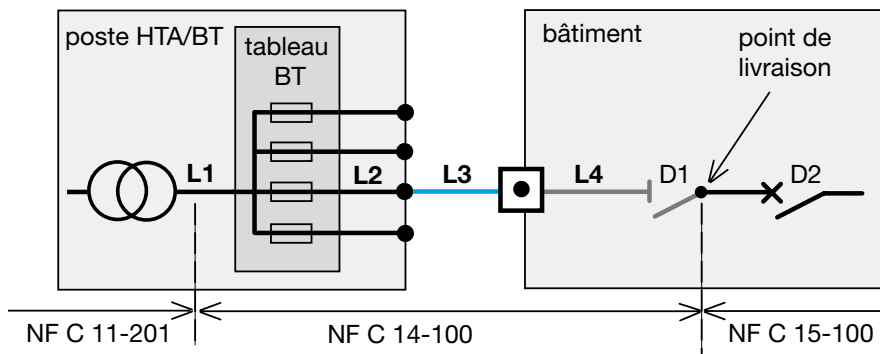 poste HTA/BT
tableau
BT
bâtiment
point de
livraison
L1
L2
L3
L4
D1
D2
NF C 11-201
NF C 14-100
NF C 15-100